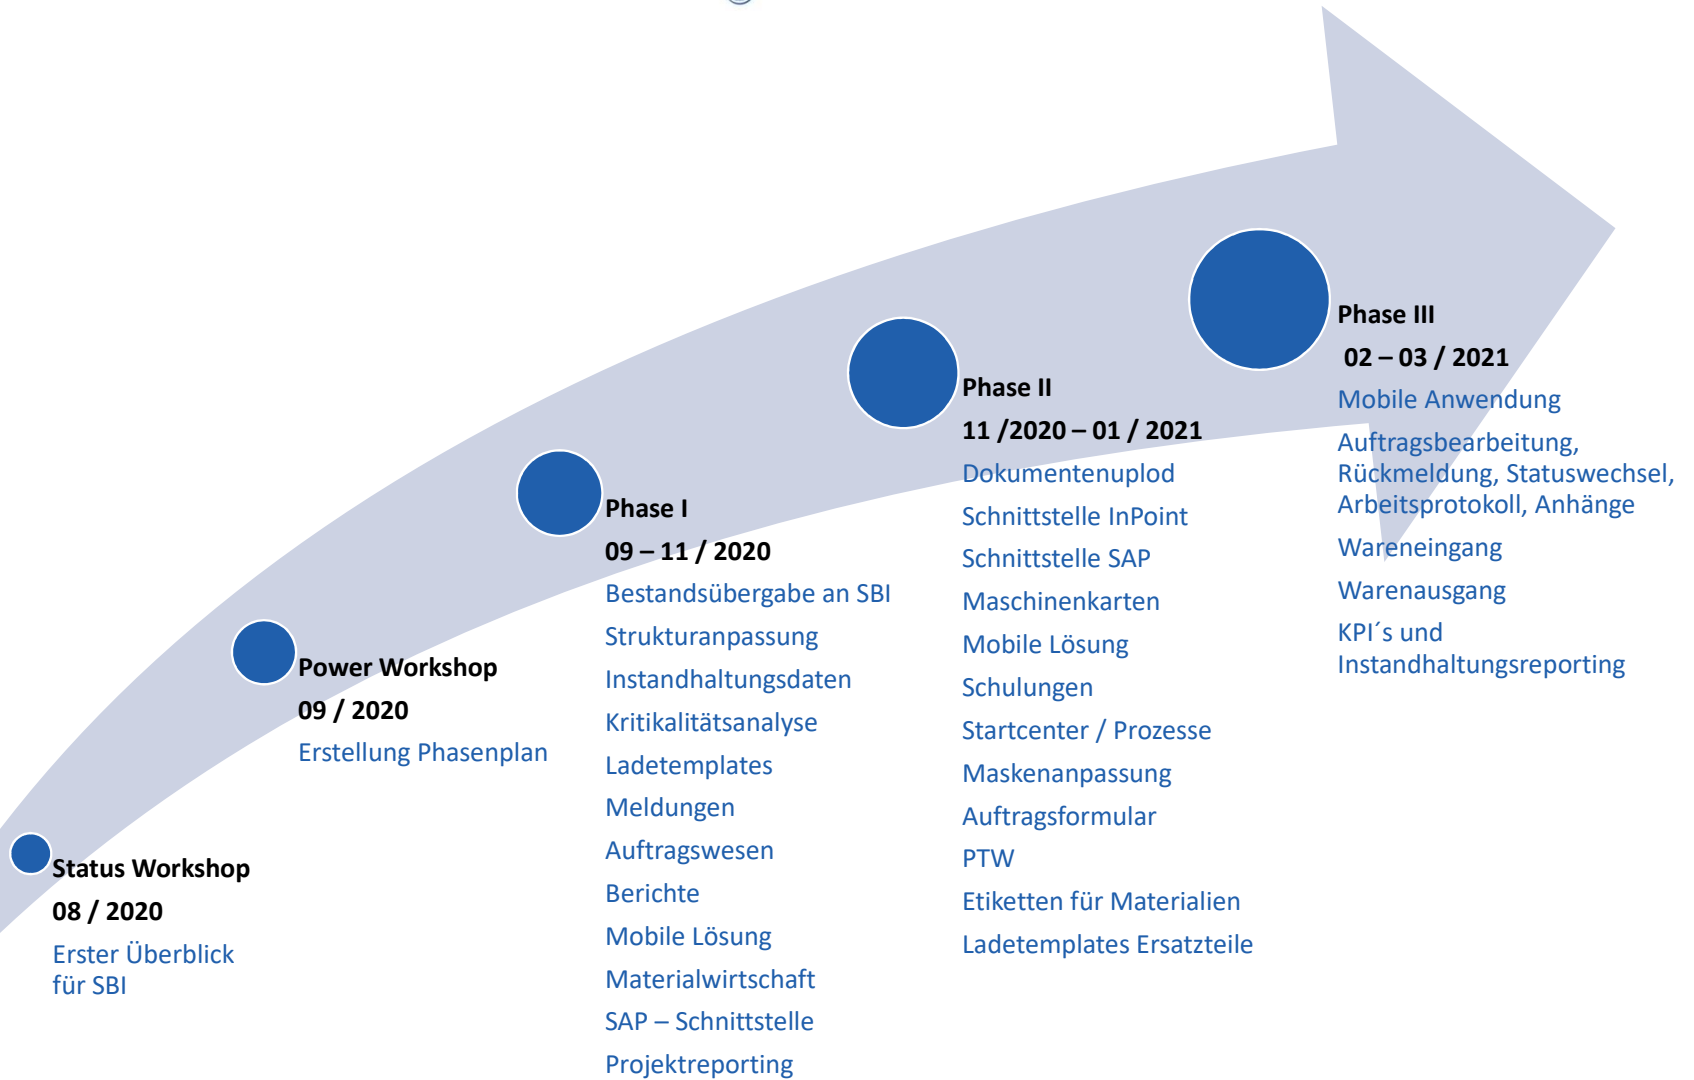 Status Workshop
08 / 2020
Erster Überblick
für SBI
Power Workshop
09 / 2020
Erstellung Phasenplan
Phase I
09 – 11 / 2020
Bestandsübergabe an SBI
Strukturanpassung
Instandhaltungsdaten
Kritikalitätsanalyse
Ladetemplates
Meldungen
Auftragswesen
Berichte
Mobile Lösung
Materialwirtschaft
SAP – Schnittstelle
Projektreporting
Phase II
11 /2020 – 01 / 2021
Dokumentenuplod
Schnittstelle InPoint
Schnittstelle SAP
Maschinenkarten
Mobile Lösung
Schulungen
Startcenter / Prozesse
Maskenanpassung
Auftragsformular
PTW
Etiketten für Materialien
Ladetemplates Ersatzteile
Phase III
02 – 03 / 2021
Mobile Anwendung
Auftragsbearbeitung,
Rückmeldung, Statuswechsel,
Arbeitsprotokoll, Anhänge
Wareneingang
Warenausgang
KPI´s und
Instandhaltungsreporting